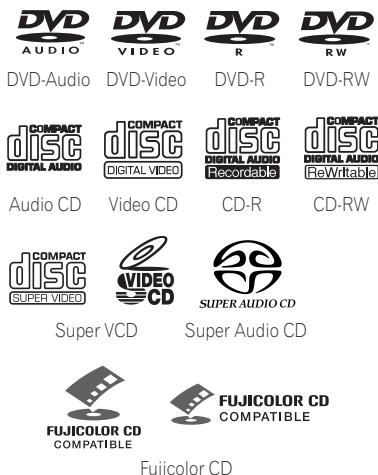 DVD DVD DVD DVD
AUDIO VIDEO R RW
DVD-Audio DVD-Video DVD-R DVD-RW
COMPACT COMPACT COMPACT COMPACT
disc disc disc disc
DIGITAL AUDIO DIGITAL VIDEO DIGITAL AUDIO DIGITAL AUDIO
Recordable ReWritable
Audio CD Video CD CD-R CD-RW
COMPACT
disc VIDEO
SUPER VIDEO CD SUPER AUDIO CD
Super VCD Super Audio CD
FUJICOLOR CD FUJICOLOR CD
COMPATIBLE COMPATIBLE
Fujicolor CD